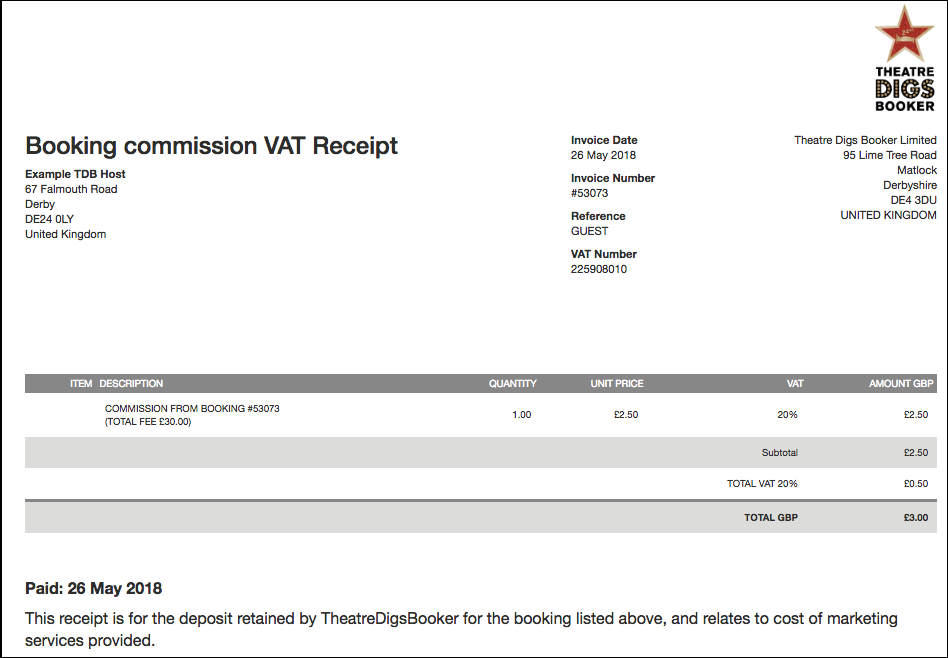 THEATRE
DIGS
BOOKER
Booking commission VAT Receipt
Example TDB Host
67 Falmouth Road
Derby
DE24 0LY
United Kingdom
Invoice Date
26 May 2018
Invoice Number
#53073
Reference
GUEST
VAT Number
225908010
Theatre Digs Booker Limited
95 Lime Tree Road
Matlock
Derbyshire
DE4 3DU
UNITED KINGDOM
ITEM DESCRIPTION QUANTITY UNIT PRICE VAT AMOUNT GBP
COMMISSION FROM BOOKING #53073
(TOTAL FEE £30.00)
1.00 £2.50 20% £2.50
Subtotal £2.50
TOTAL VAT 20% £0.50
TOTAL GBP £3.00
Paid: 26 May 2018
This receipt is for the deposit retained by TheatreDigsBooker for the booking listed above, and relates to cost of marketing
services provided.